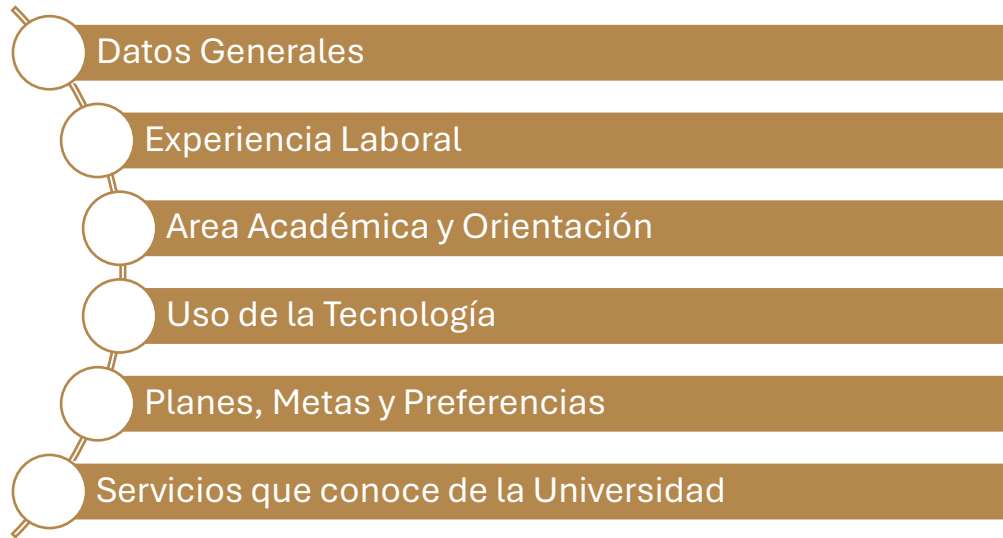 Datos Generales
Experiencia Laboral
Area Académica y Orientación
Uso de la Tecnología
Planes, Metas y Preferencias
Servicios que conoce de la Universidad